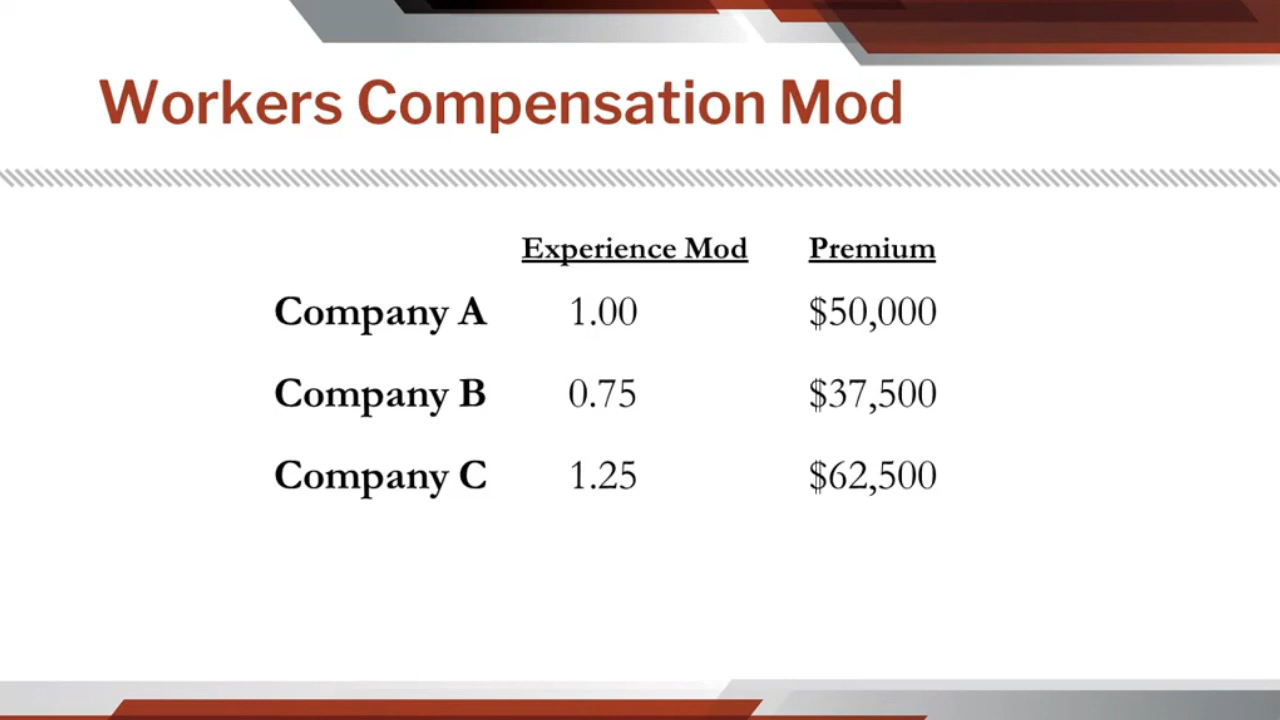 Workers Compensation Mod
Experience Mod Premium
Company A 1.00 $50,000
Company B 0.75 $37,500
Company C 1.25 $62,500